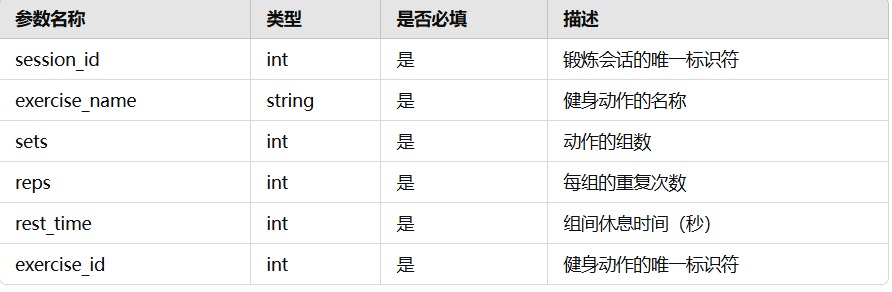 参数名称 类型 是否必填 描述
session_id int 是 锻炼会话的唯一标识符
exercise_name string 是 健身动作的名称
sets int 是 动作的组数
reps int 是 每组的重复次数
rest_time int 是 组间休息时间（秒）
exercise_id int 是 健身动作的唯一标识符